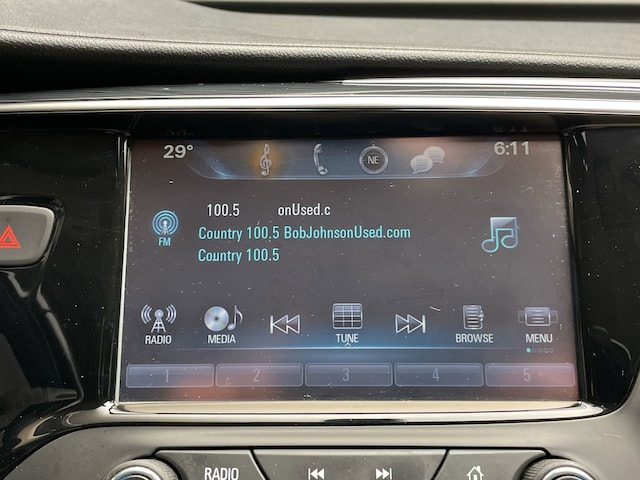 29° NE 6:11
100.5 onUsed.c
FM Country 100.5 BobJohnsonUsed.com
Country 100.5
RADIO MEDIA TUNE BROWSE MENU
1 2 3 4 5
RADIO